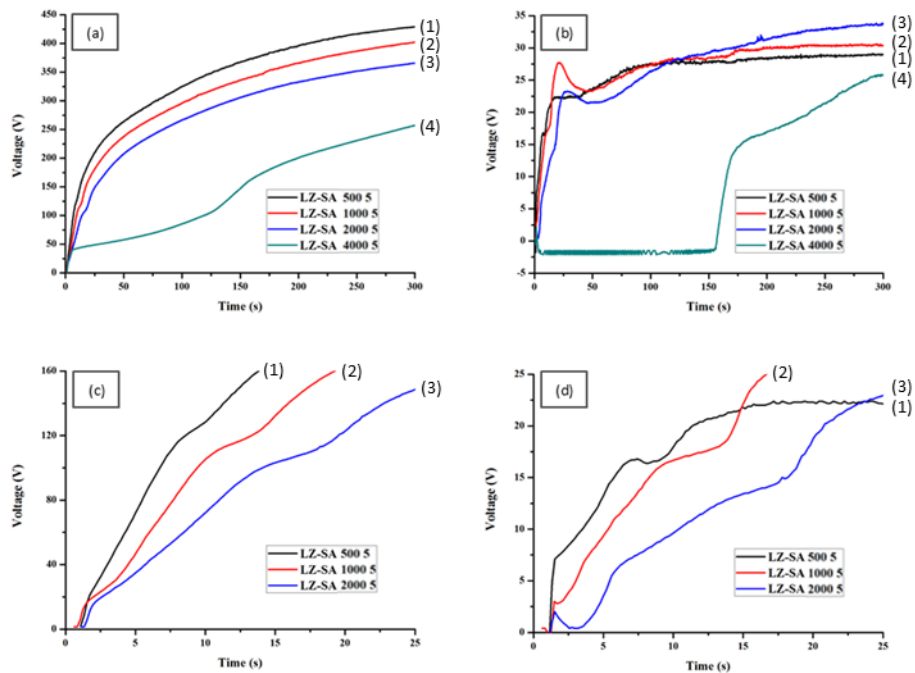 (a)
450
400
350
300
250
200
150
100
50
0
Voltage (V)
0 50 100 150 200 250 300
Time (s)
(1)
(2)
(3)
(4)
LZ-SA 500 5
LZ-SA 1000 5
LZ-SA 2000 5
LZ-SA 4000 5
(b)
35
30
25
20
15
10
5
0
-5
Voltage (V)
0 50 100 150 200 250 300
Time (s)
(3)
(2)
(1)
(4)
LZ-SA 500 5
LZ-SA 1000 5
LZ-SA 2000 5
LZ-SA 4000 5
(c)
160
120
80
40
0
Voltage (V)
0 5 10 15 20 25
Time (s)
(1)
(2)
(3)
LZ-SA 500 5
LZ-SA 1000 5
LZ-SA 2000 5
(d)
25
20
15
10
5
0
Voltage (V)
0 5 10 15 20 25
Time (s)
(2)
(3)
(1)
LZ-SA 500 5
LZ-SA 1000 5
LZ-SA 2000 5